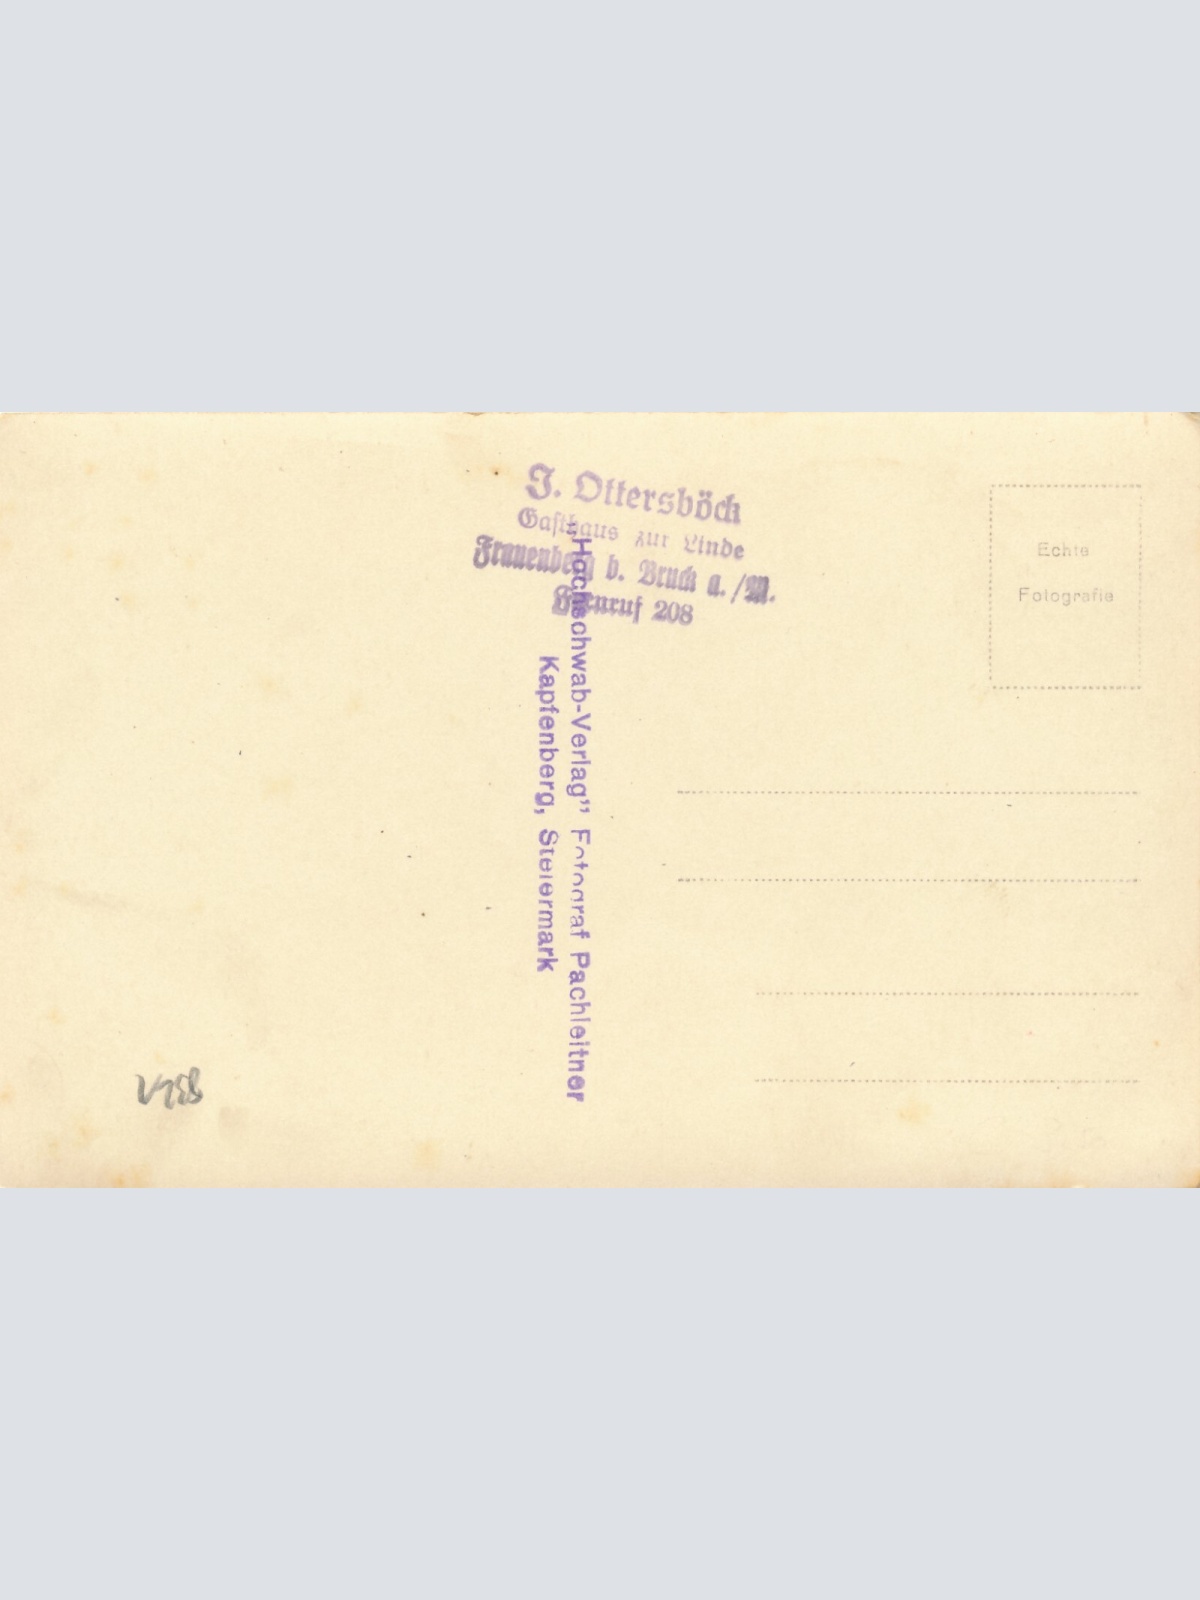 J. Ottersböck
Gasthaus zur Linde
Frauenberg b. Bruck a./M.
Fernruf 208
„Hochschwab-Verlag” Fotograf Pachleitner
Kapfenberg, Steiermark
Echte
Fotografie